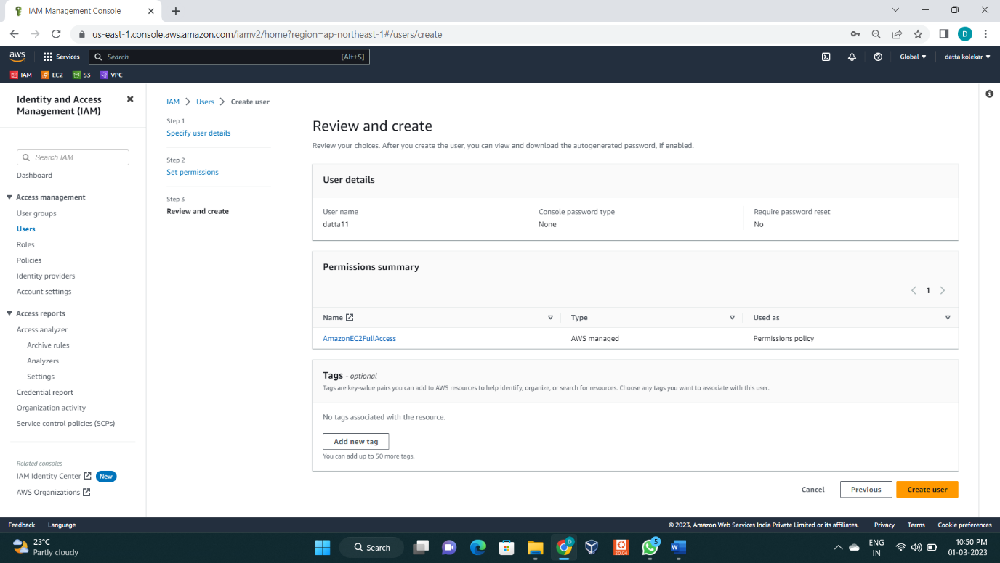 IAM Management Console
us-east-1.console.aws.amazon.com/iamv2/home?region=ap-northeast-1#/users/create
D
aws
Services
Search
[Alt+S]
Global
datta kolekar
IAM
EC2
S3
VPC
Identity and Access
Management (IAM)
Search IAM
Dashboard
Access management
User groups
Users
Roles
Policies
Identity providers
Account settings
Access reports
Access analyzer
Archive rules
Analyzers
Settings
Credential report
Organization activity
Service control policies (SCPs)
Related consoles
IAM Identity Center
New
AWS Organizations
IAM
Users
Create user
Step 1
Specify user details
Step 2
Set permissions
Step 3
Review and create
Review and create
Review your choices. After you create the user, you can view and download the autogenerated password, if enabled.
User details
User name
datta11
Console password type
None
Require password reset
No
Permissions summary
1
Name
Type
Used as
AmazonEC2FullAccess
AWS managed
Permissions policy
Tags - optional
Tags are key-value pairs you can add to AWS resources to help identify, organize, or search for resources. Choose any tags you want to associate with this user.
No tags associated with the resource.
Add new tag
You can add up to 50 more tags.
Cancel
Previous
Create user
Feedback
Language
© 2023, Amazon Web Services India Private Limited or its affiliates.
Privacy
Terms
Cookie preferences
23°C
Partly cloudy
Search
D
20.04
5
W
ENG
IN
10:50 PM
01-03-2023